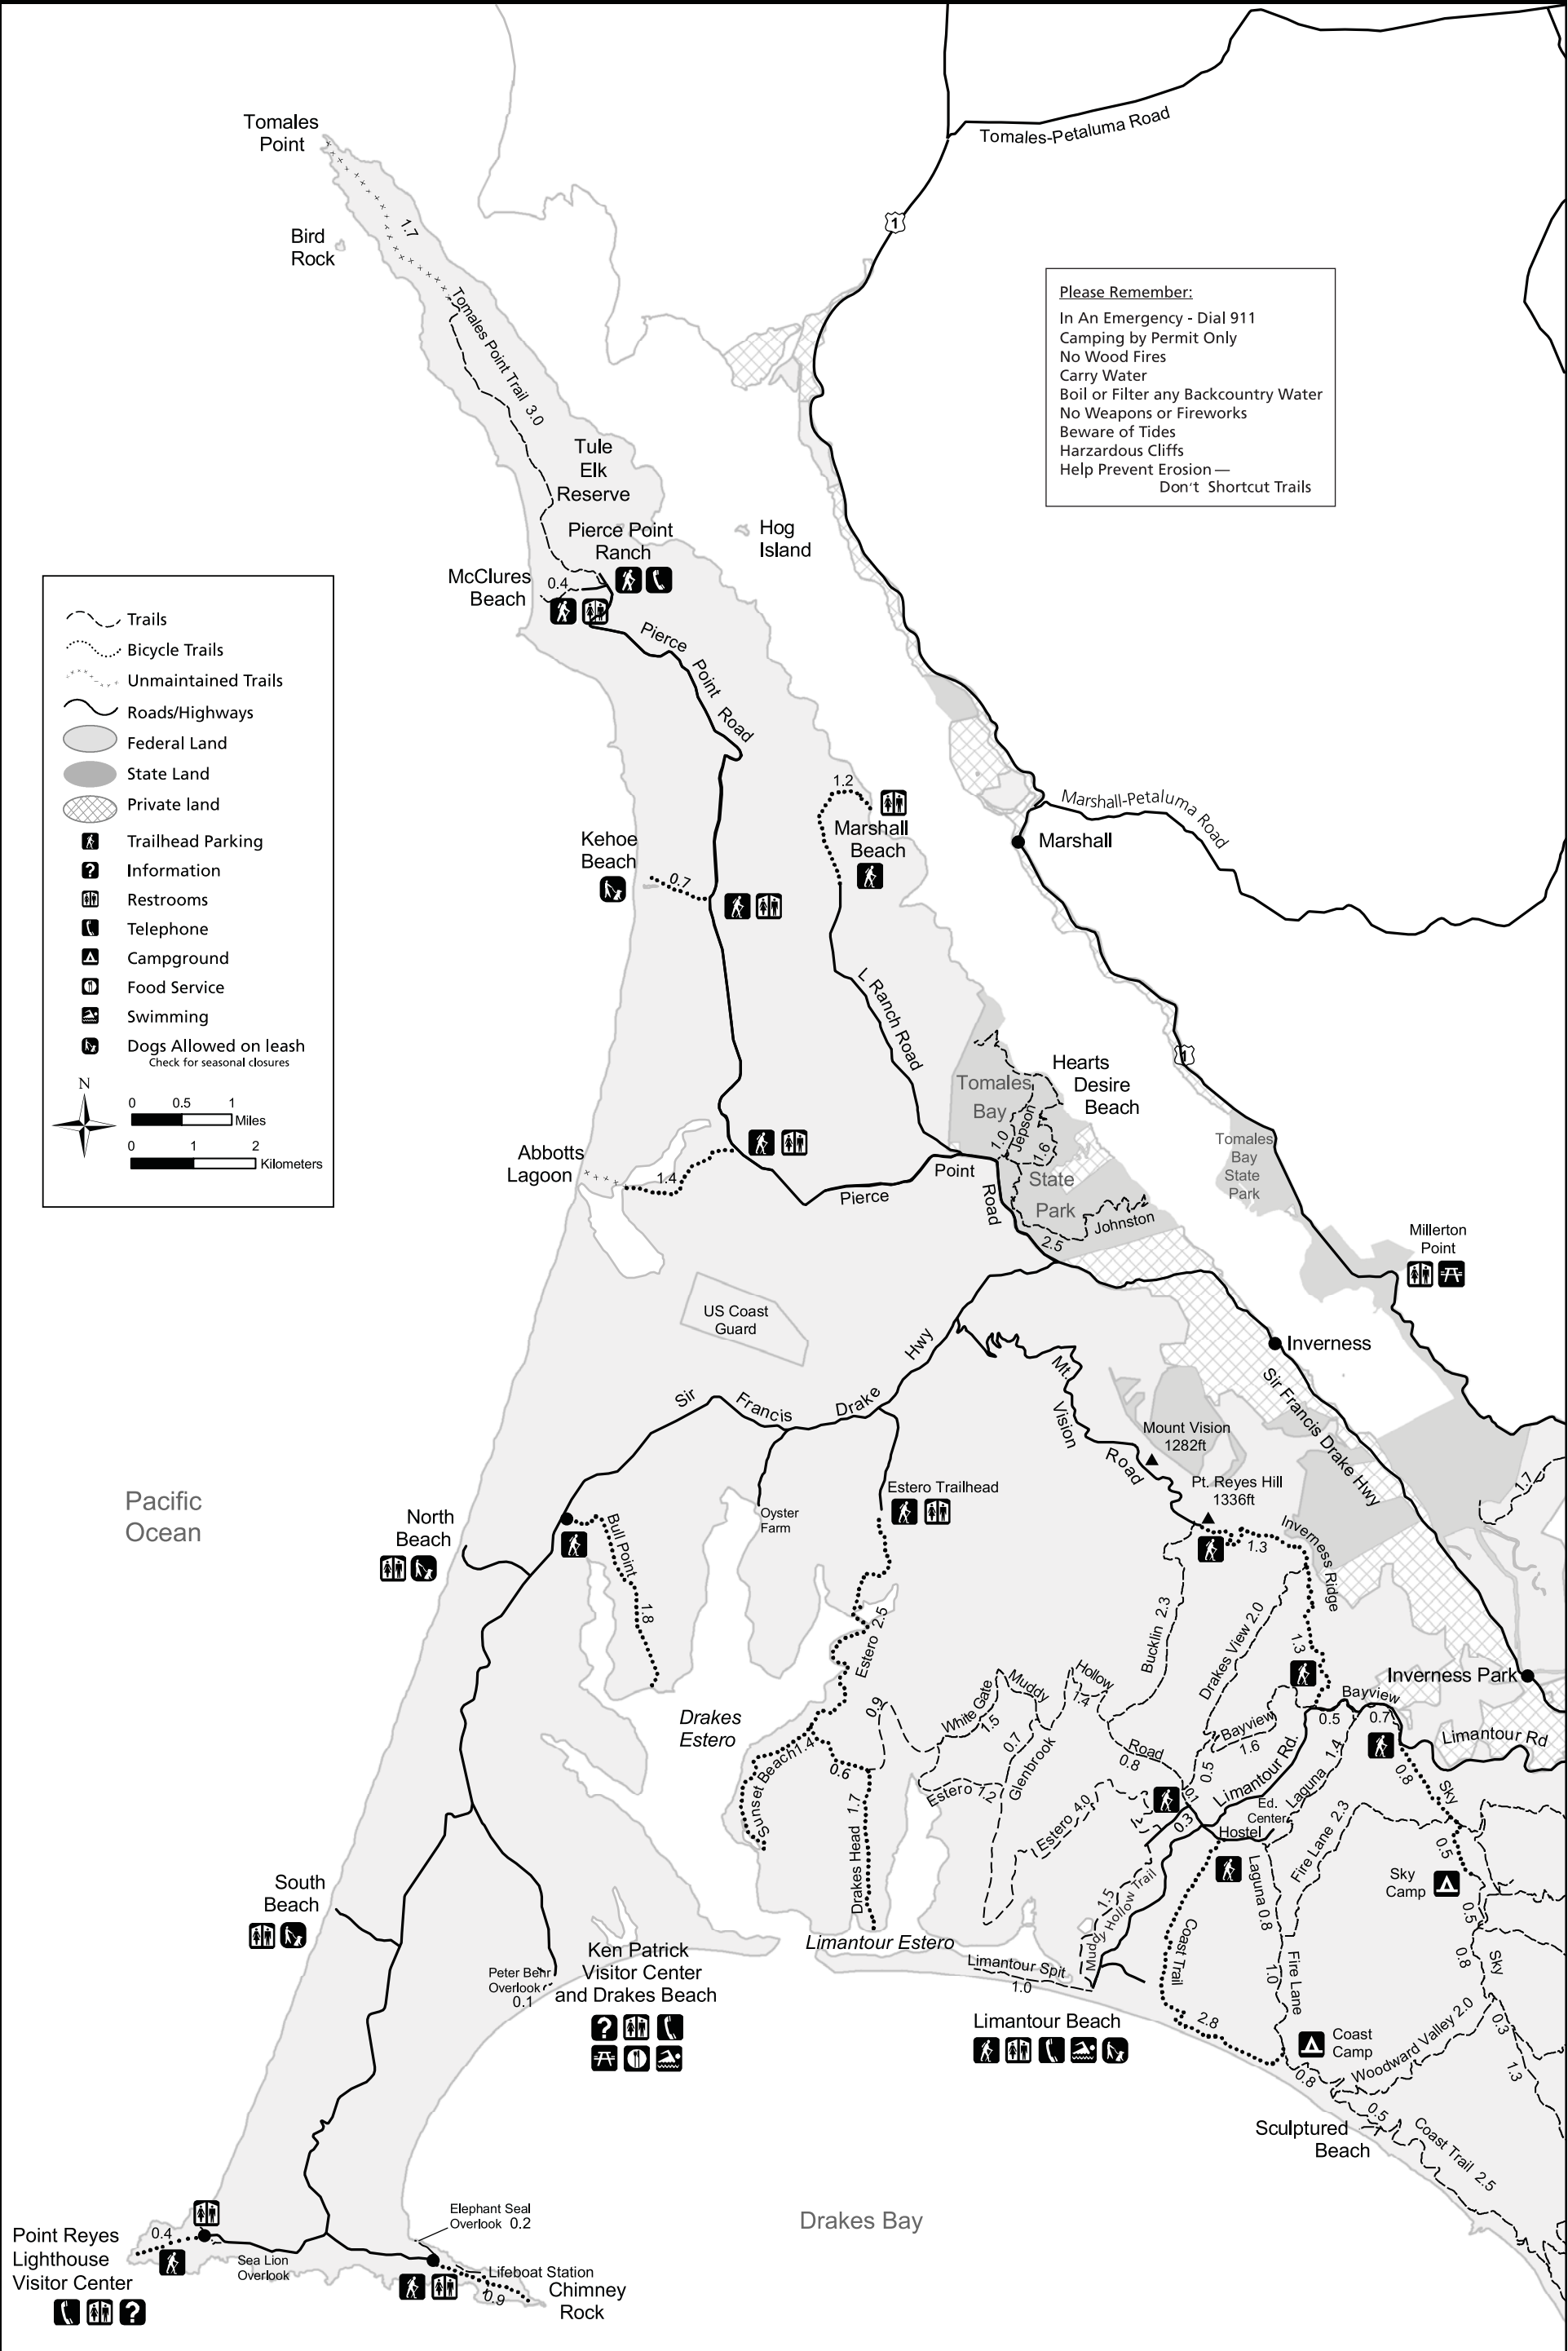 Tomales
Point
Tomales-Petaluma Road
1
1.7
Bird
Rock
Please Remember:
In An Emergency - Dial 911
Camping by Permit Only
No Wood Fires
Carry Water
Boil or Filter any Backcountry Water
No Weapons or Fireworks
Beware of Tides
Harzardous Cliffs
Help Prevent Erosion —
Don't Shortcut Trails
Tomales Point Trail 3.0
Tule
Elk
Reserve
Pierce Point
Ranch
Hog
Island
McClures
Beach
0.4
Pierce Point Road
Trails
Bicycle Trails
Unmaintained Trails
Roads/Highways
Federal Land
State Land
Private land
Trailhead Parking
? Information
Restrooms
Telephone
Campground
Food Service
Swimming
Dogs Allowed on leash
Check for seasonal closures
N
0 0.5 1
Miles
0 1 2
Kilometers
1.2
Marshall
Beach
Marshall-Petaluma Road
Marshall
Kehoe
Beach
0.7
L Ranch Road
1
Hearts
Desire
Beach
Tomales
Bay
State
Park
Jepson
1.0
1.6
Johnston
2.5
Tomales
Bay
State
Park
Abbotts
Lagoon
1.4
Pierce Point Road
Millerton
Point
US Coast
Guard
Inverness
Sir Francis Drake Hwy
Sir Francis Drake Hwy
Mt. Vision Road
Mount Vision
1282ft
Pt. Reyes Hill
1336ft
1.7
Pacific
Ocean
North
Beach
Oyster
Farm
Estero Trailhead
Bull Point
1.8
Inverness Ridge
1.3
1.3
Estero 2.5
Bucklin 2.3
Drakes View 2.0
Inverness Park
Bayview
0.5
0.7
Limantour Rd
Drakes
Estero
0.9
White Gate
1.5
Muddy Hollow Road
1.4
0.8
0.7
Glenbrook
Bayview
1.6
0.5
Limantour Rd.
Sunset Beach 1.4
0.6
Drakes Head 1.7
Estero 1.2
Estero 4.0
.01
0.3
Ed.
Center
Hostel
Laguna 1.4
0.8
Sky
0.5
Fire Lane 2.3
Sky
Camp
Laguna 0.8
0.5
0.8
Sky
South
Beach
1.5
Muddy Hollow Trail
Coast Trail
2.8
Fire Lane
1.0
Limantour Estero
Limantour Spit
1.0
Ken Patrick
Visitor Center
and Drakes Beach
?
Peter Behr
Overlook
0.1
Limantour Beach
Coast
Camp
0.8
Woodward Valley 2.0
0.3
1.3
0.5
Sculptured
Beach
Coast Trail 2.5
Drakes Bay
Point Reyes
Lighthouse
Visitor Center
?
0.4
Sea Lion
Overlook
Elephant Seal
Overlook 0.2
Lifeboat Station
0.9
Chimney
Rock